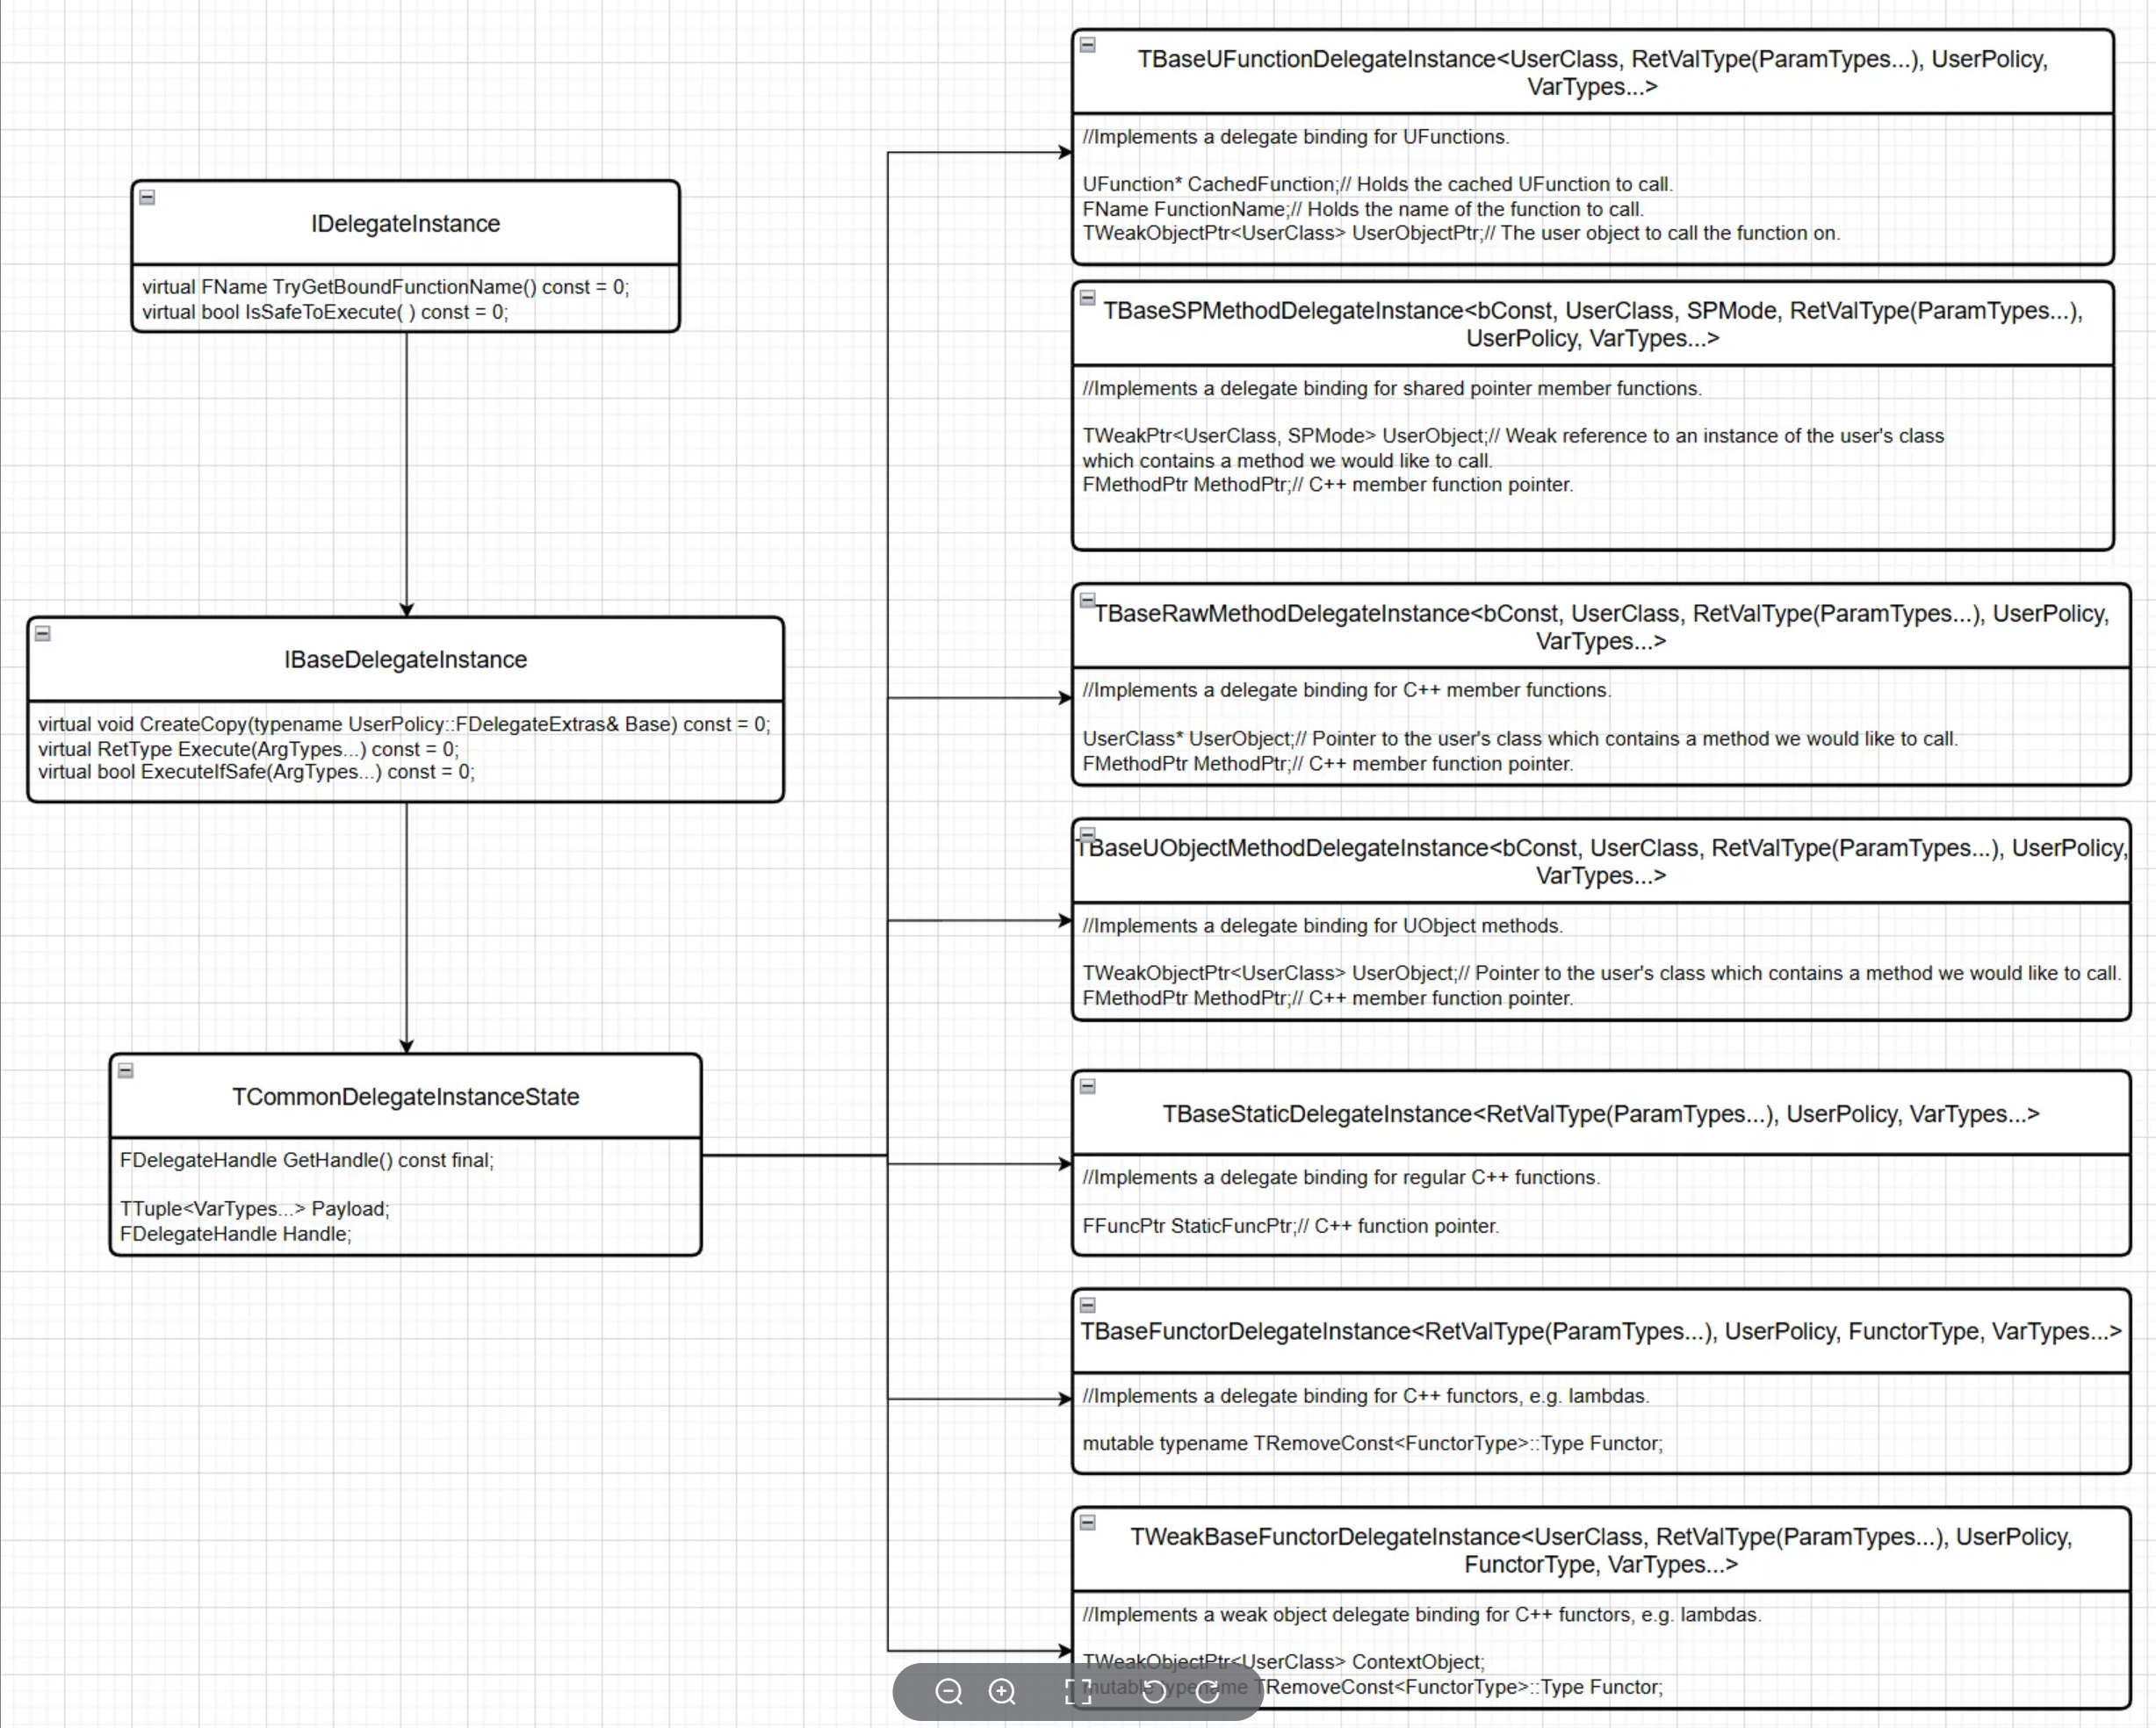 IDelegateInstance
virtual FName TryGetBoundFunctionName() const = 0;
virtual bool IsSafeToExecute( ) const = 0;
IBaseDelegateInstance
virtual void CreateCopy(typename UserPolicy::FDelegateExtras& Base) const = 0;
virtual RetType Execute(ArgTypes...) const = 0;
virtual bool ExecuteIfSafe(ArgTypes...) const = 0;
TCommonDelegateInstanceState
FDelegateHandle GetHandle() const final;
TTuple<VarTypes...> Payload;
FDelegateHandle Handle;
TBaseUFunctionDelegateInstance<UserClass, RetValType(ParamTypes...), UserPolicy,
VarTypes...>
//Implements a delegate binding for UFunctions.
UFunction* CachedFunction;// Holds the cached UFunction to call.
FName FunctionName;// Holds the name of the function to call.
TWeakObjectPtr<UserClass> UserObjectPtr;// The user object to call the function on.
TBaseSPMethodDelegateInstance<bConst, UserClass, SPMode, RetValType(ParamTypes...),
UserPolicy, VarTypes...>
//Implements a delegate binding for shared pointer member functions.
TWeakPtr<UserClass, SPMode> UserObject;// Weak reference to an instance of the user's class
which contains a method we would like to call.
FMethodPtr MethodPtr;// C++ member function pointer.
TBaseRawMethodDelegateInstance<bConst, UserClass, RetValType(ParamTypes...), UserPolicy,
VarTypes...>
//Implements a delegate binding for C++ member functions.
UserClass* UserObject;// Pointer to the user's class which contains a method we would like to call.
FMethodPtr MethodPtr;// C++ member function pointer.
TBaseUObjectMethodDelegateInstance<bConst, UserClass, RetValType(ParamTypes...), UserPolicy,
VarTypes...>
//Implements a delegate binding for UObject methods.
TWeakObjectPtr<UserClass> UserObject;// Pointer to the user's class which contains a method we would like to call.
FMethodPtr MethodPtr;// C++ member function pointer.
TBaseStaticDelegateInstance<RetValType(ParamTypes...), UserPolicy, VarTypes...>
//Implements a delegate binding for regular C++ functions.
FFuncPtr StaticFuncPtr;// C++ function pointer.
TBaseFunctorDelegateInstance<RetValType(ParamTypes...), UserPolicy, FunctorType, VarTypes...>
//Implements a delegate binding for C++ functors, e.g. lambdas.
mutable typename TRemoveConst<FunctorType>::Type Functor;
TWeakBaseFunctorDelegateInstance<UserClass, RetValType(ParamTypes...), UserPolicy,
FunctorType, VarTypes...>
//Implements a weak object delegate binding for C++ functors, e.g. lambdas.
TWeakObjectPtr<UserClass> ContextObject;
mutable typename TRemoveConst<FunctorType>::Type Functor;